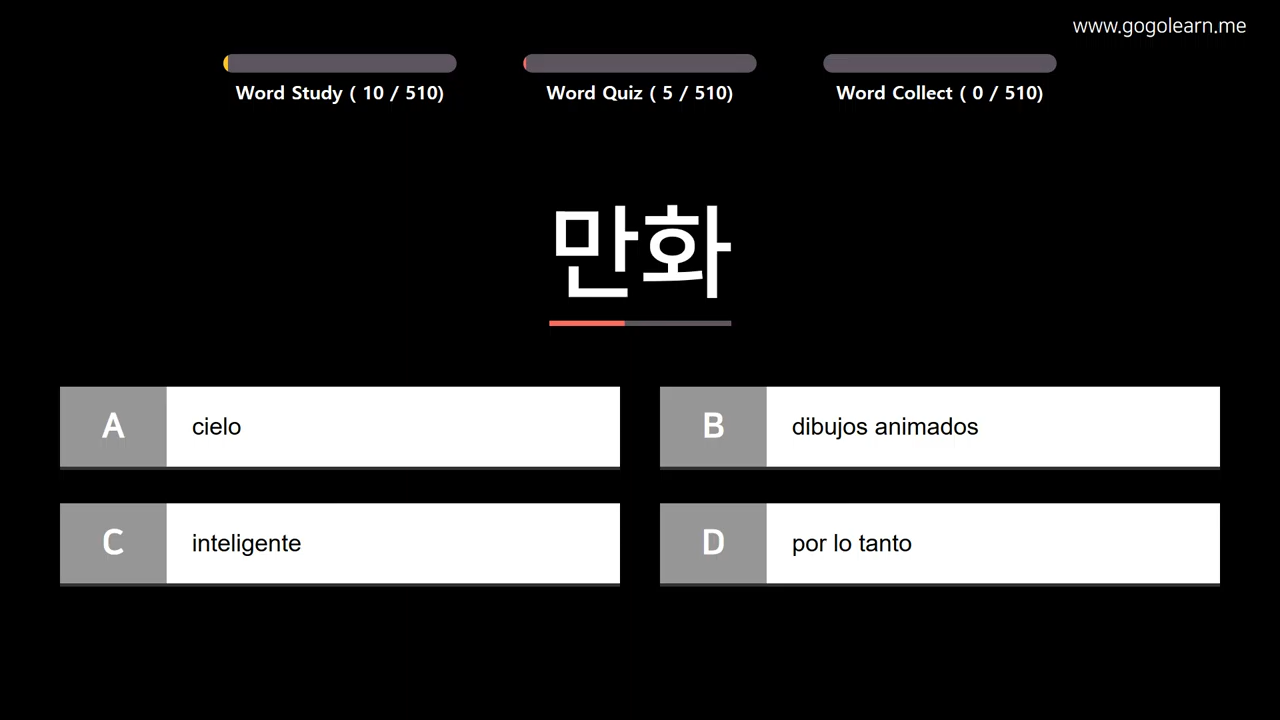 www.gogolearn.me
Word Study ( 10 / 510)
Word Quiz ( 5 / 510)
Word Collect ( 0 / 510)
만화
A
cielo
B
dibujos animados
C
inteligente
D
por lo tanto